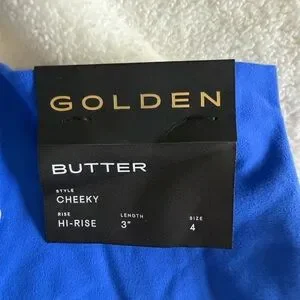 GOLDEN
BUTTER
STYLE
CHEEKY
RISE LENGTH SIZE
HI-RISE 3" 4